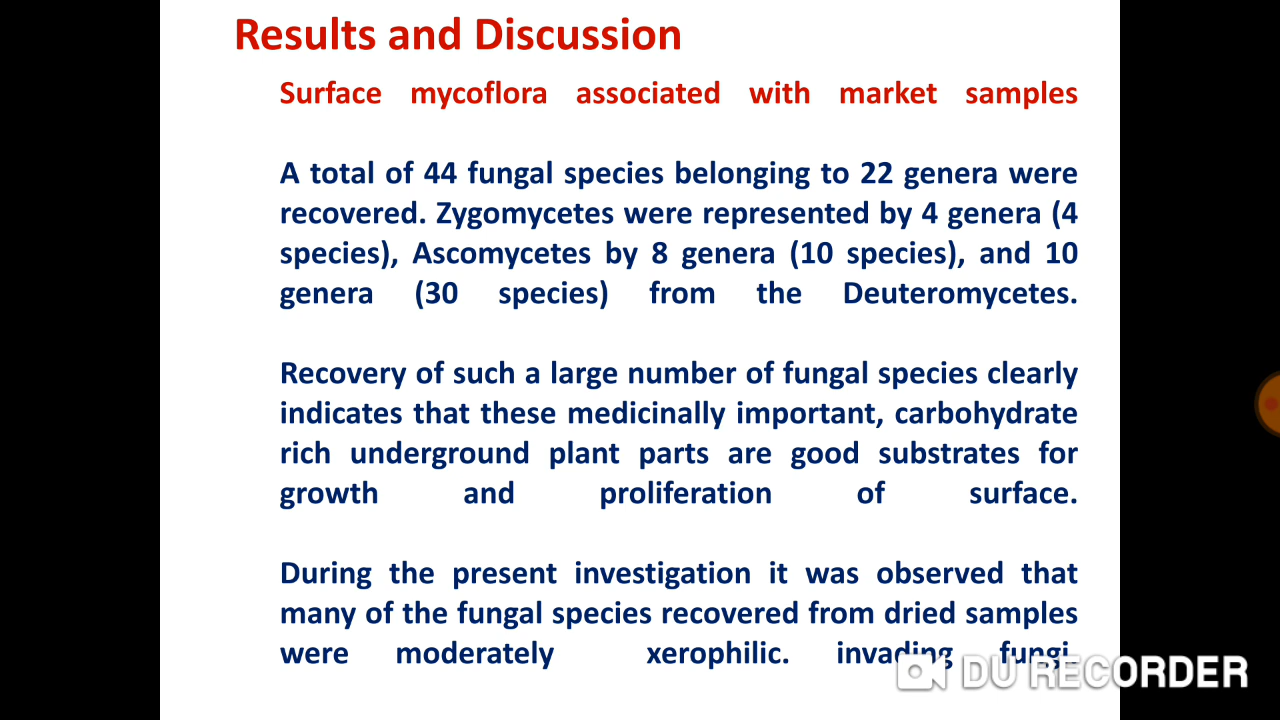 Results and Discussion
Surface mycoflora associated with market samples
A total of 44 fungal species belonging to 22 genera were
recovered. Zygomycetes were represented by 4 genera (4
species), Ascomycetes by 8 genera (10 species), and 10
genera (30 species) from the Deuteromycetes.
Recovery of such a large number of fungal species clearly
indicates that these medicinally important, carbohydrate
rich underground plant parts are good substrates for
growth and proliferation of surface.
During the present investigation it was observed that
many of the fungal species recovered from dried samples
were moderately xerophilic. invading fungi.
DU RECORDER